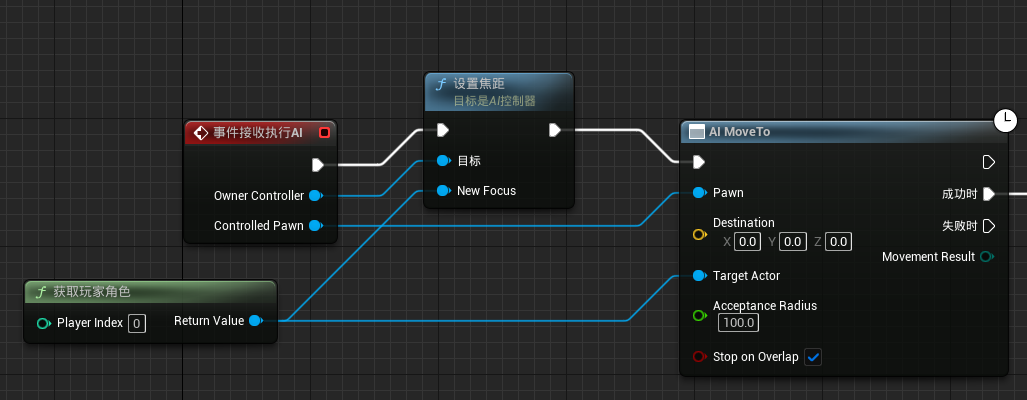 设置焦距
目标是AI控制器
目标
New Focus
事件接收执行AI
Owner Controller
Controlled Pawn
获取玩家角色
Player Index 0
Return Value
AI MoveTo
Pawn
成功时
Destination
X 0.0 Y 0.0 Z 0.0
失败时
Movement Result
Target Actor
Acceptance Radius
100.0
Stop on Overlap